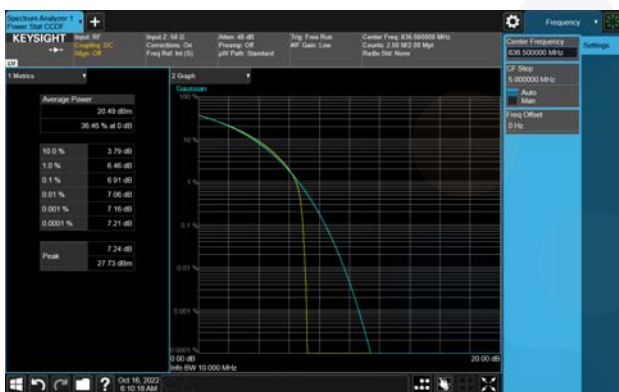 Spectrum Analyzer 1
Power Stat CCDF
+
Frequency
KEYSIGHT
Input: RF
Coupling: DC
Align: Off
Input Z: 50 Ω
Corrections: On
Freq Ref: Int (S)
Atten: 40 dB
Preamp: Off
µW Path: Standard
Trig: Free Run
#IF Gain: Low
Center Freq: 836.500000 MHz
Counts: 2.00 M/2.00 Mpt
Radio Std: None
Center Frequency
836.500000 MHz
Settings
CF Step
5.000000 MHz
Auto
Man
Freq Offset
0 Hz
1 Metrics
2 Graph
Average Power
20.49 dBm
36.46 % at 0 dB
10.0 % 3.79 dB
1.0 % 6.46 dB
0.1 % 6.91 dB
0.01 % 7.06 dB
0.001 % 7.16 dB
0.0001 % 7.21 dB
Peak
7.24 dB
27.73 dBm
Gaussian
100 %
10 %
1 %
0.1 %
0.01 %
0.001 %
0.0001 %
0.00 dB
20.00 dB
Info BW 10.000 MHz
?
Oct 16, 2022
6:10:18 AM